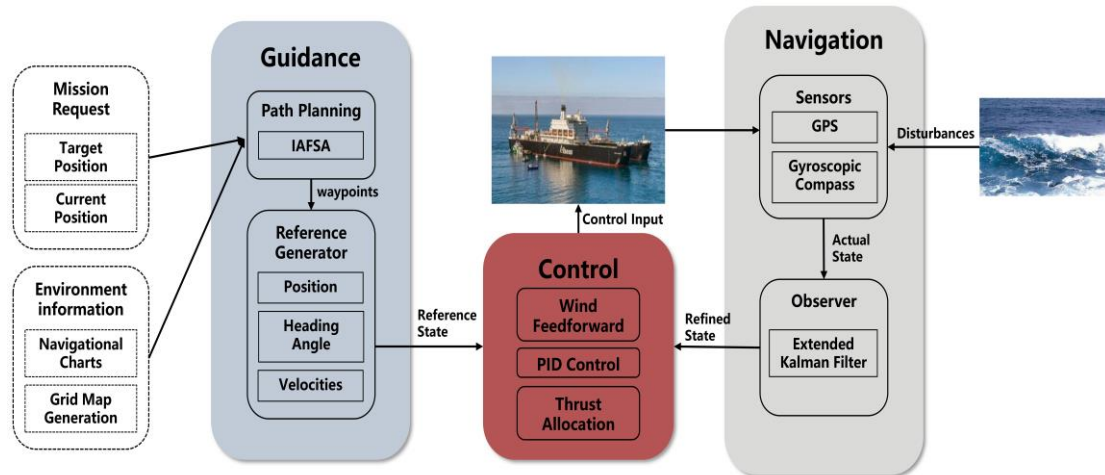 Mission
Request
Target
Position
Current
Position
Environment
information
Navigational
Charts
Grid Map
Generation
Guidance
Path Planning
IAFSA
waypoints
Reference
Generator
Position
Heading
Angle
Velocities
Reference
State
Control Input
Control
Wind
Feedforward
PID Control
Thrust
Allocation
Navigation
Sensors
GPS
Gyroscopic
Compass
Disturbances
Actual
State
Observer
Extended
Kalman Filter
Refined
State